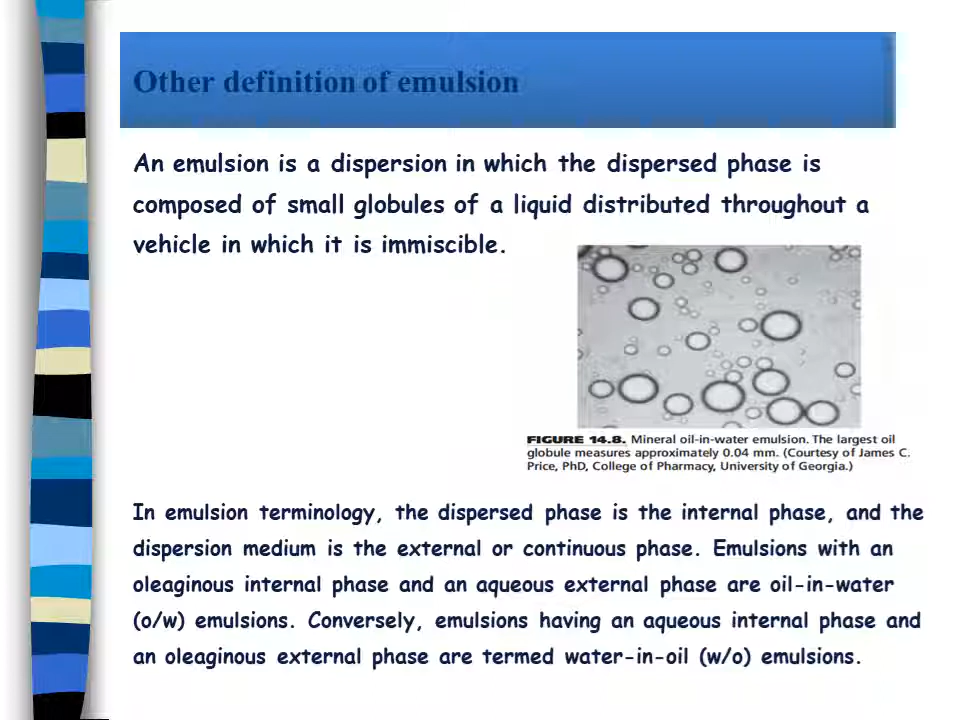 Other definition of emulsion
An emulsion is a dispersion in which the dispersed phase is
composed of small globules of a liquid distributed throughout a
vehicle in which it is immiscible.
FIGURE 14.8. Mineral oil-in-water emulsion. The largest oil
globule measures approximately 0.04 mm. (Courtesy of James C.
Price, PhD, College of Pharmacy, University of Georgia.)
In emulsion terminology, the dispersed phase is the internal phase, and the
dispersion medium is the external or continuous phase. Emulsions with an
oleaginous internal phase and an aqueous external phase are oil-in-water
(o/w) emulsions. Conversely, emulsions having an aqueous internal phase and
an oleaginous external phase are termed water-in-oil (w/o) emulsions.